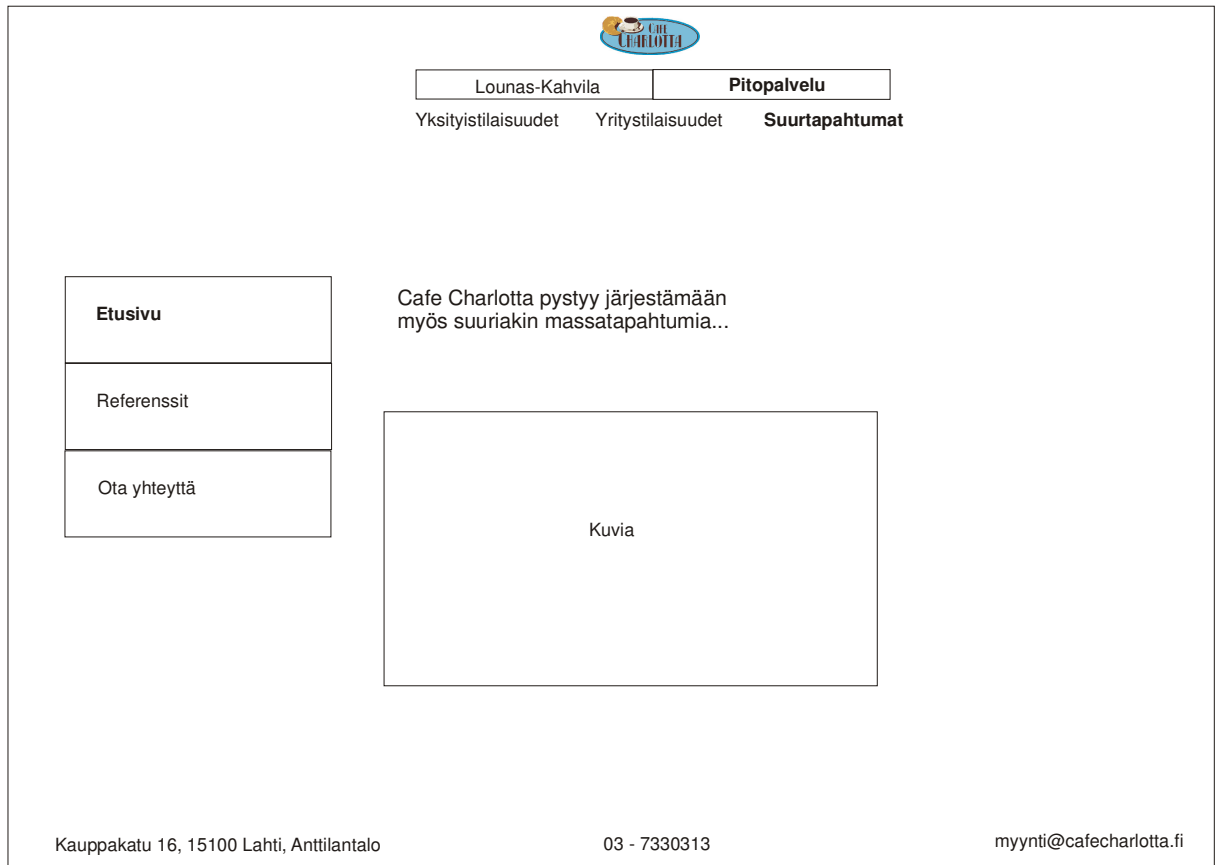 CAFE
CHARLOTTA
Lounas-Kahvila
Pitopalvelu
Yksityistilaisuudet
Yritystilaisuudet
Suurtapahtumat
Etusivu
Referenssit
Ota yhteyttä
Cafe Charlotta pystyy järjestämään
myös suuriakin massatapahtumia...
Kuvia
Kauppakatu 16, 15100 Lahti, Anttilantalo
03 - 7330313
myynti@cafecharlotta.fi